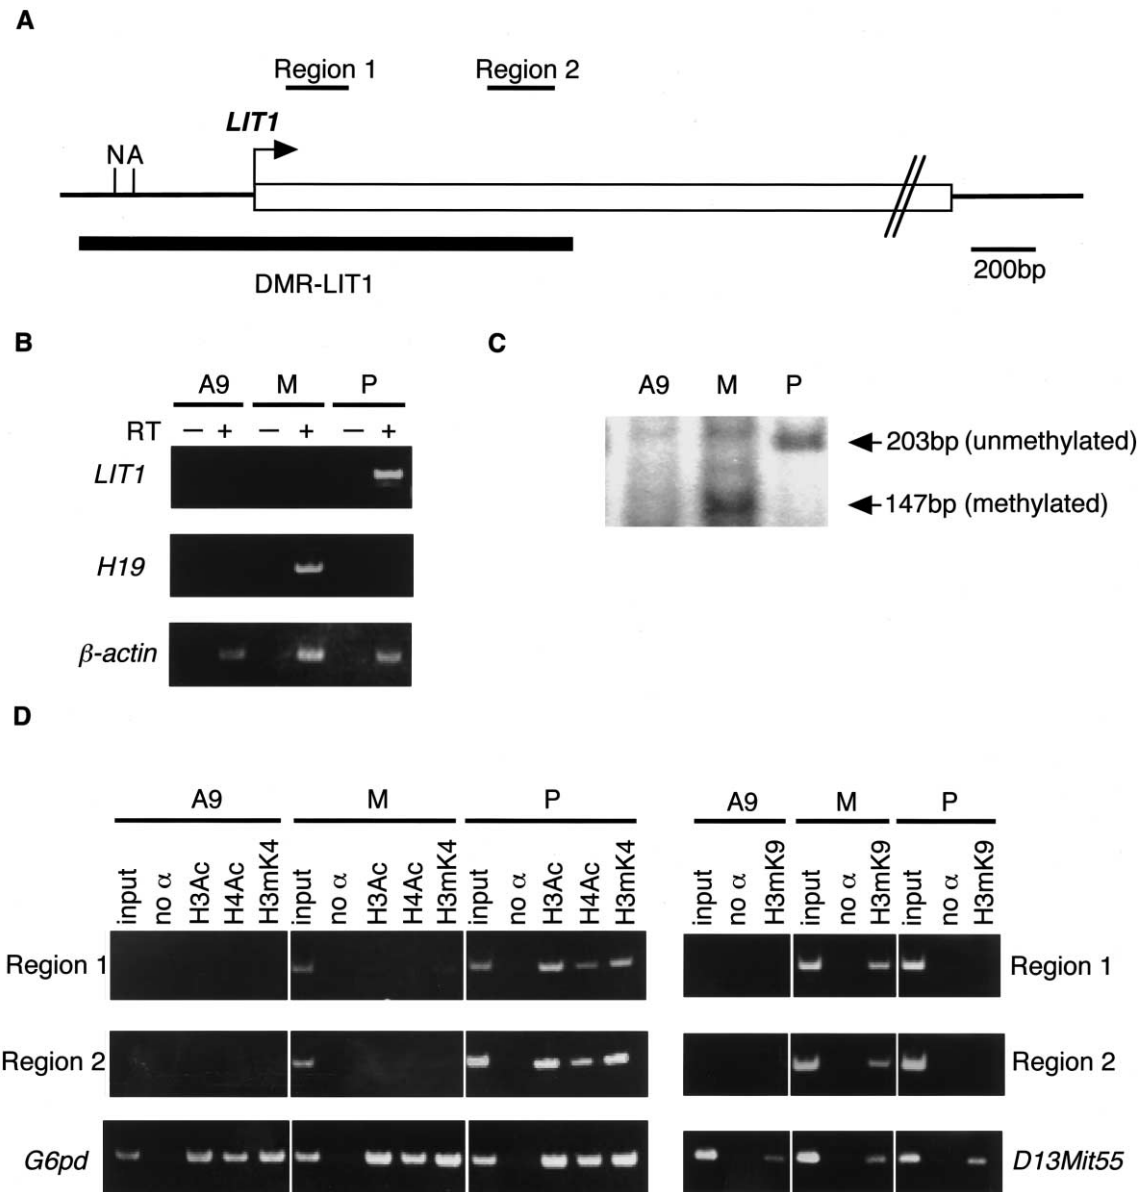 A
Region 1 Region 2
LIT1
N A
DMR-LIT1
200bp
B
A9 M P
RT — + — + — +
LIT1
H19
β-actin
C
A9 M P
203bp (unmethylated)
147bp (methylated)
D
A9 M P
input no α H3Ac H4Ac H3mK4 input no α H3Ac H4Ac H3mK4 input no α H3Ac H4Ac H3mK4
Region 1
Region 2
G6pd
A9 M P
input no α H3mK9 input no α H3mK9 input no α H3mK9
Region 1
Region 2
D13Mit55